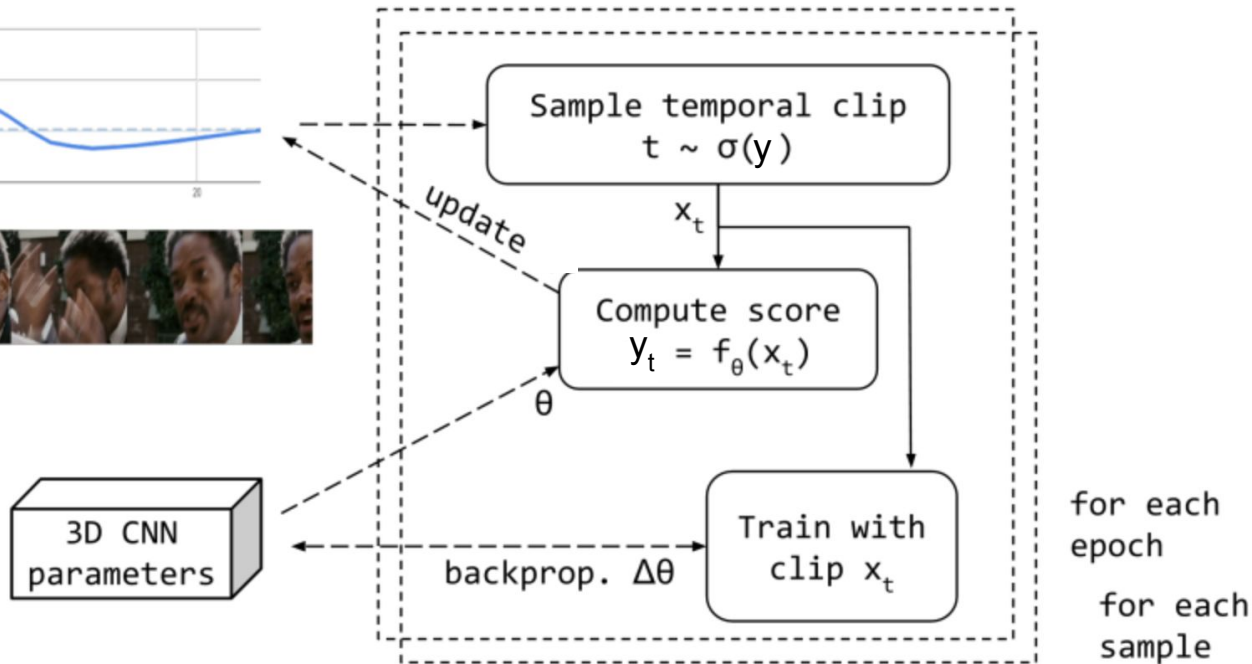 Sample temporal clip
t ~ σ(y )
20
update
x_t
Compute score
y_t = f_θ(x_t)
θ
3D CNN
parameters
Train with
clip x_t
backprop. Δθ
for each
epoch
for each
sample